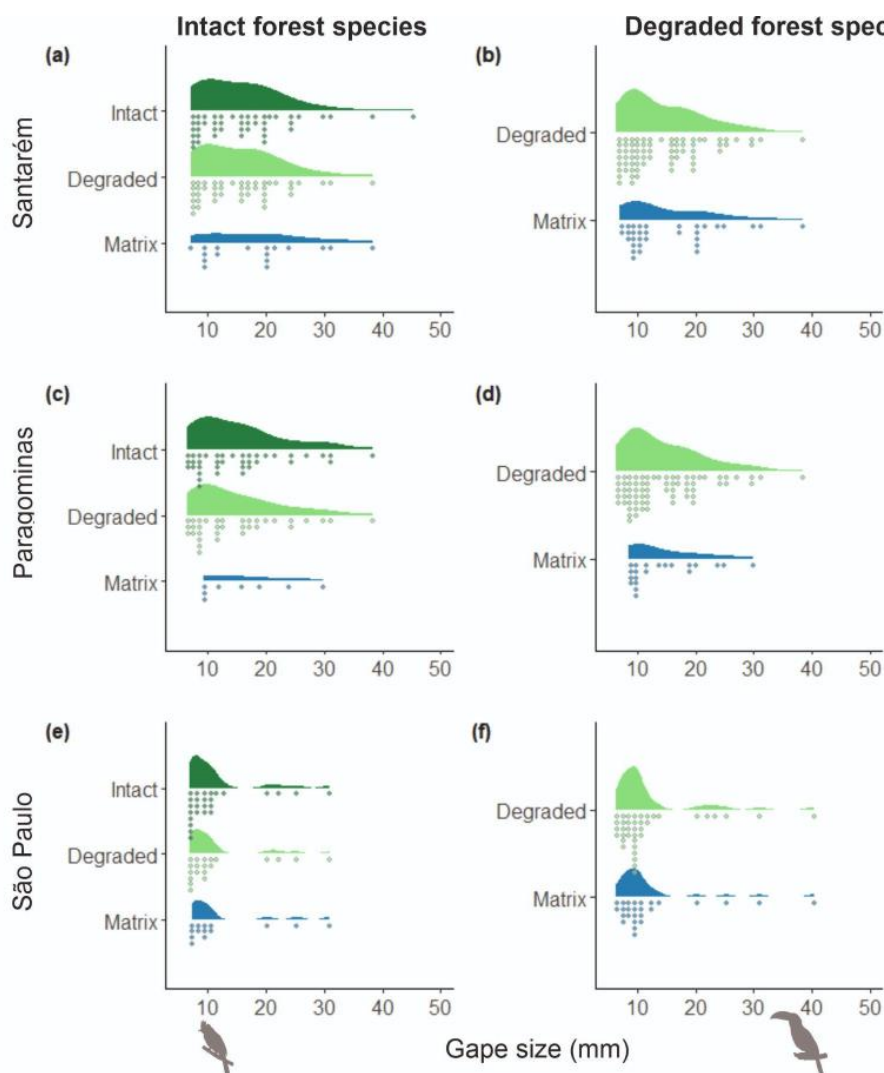 Intact forest species
Degraded forest spec
(a)
Santarém
Intact
Degraded
Matrix
10 20 30 40 50
(b)
Degraded
Matrix
10 20 30 40 50
(c)
Paragominas
Intact
Degraded
Matrix
10 20 30 40 50
(d)
Degraded
Matrix
10 20 30 40 50
(e)
São Paulo
Intact
Degraded
Matrix
10 20 30 40 50
(f)
Degraded
Matrix
10 20 30 40 50
Gape size (mm)